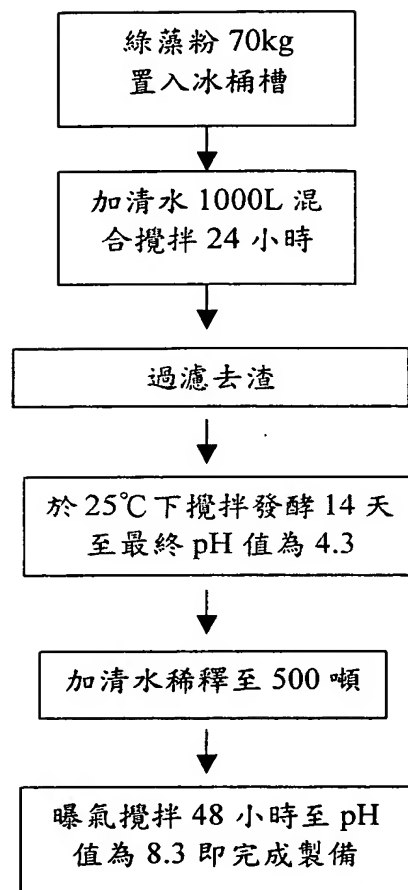 綠藻粉 70kg
置入冰桶槽
加清水 1000L 混
合攪拌 24 小時
過濾去渣
於 25℃下攪拌發酵 14 天
至最終 pH 值為 4.3
加清水稀釋至 500 噸
曝氣攪拌 48 小時至 pH
值為 8.3 即完成製備